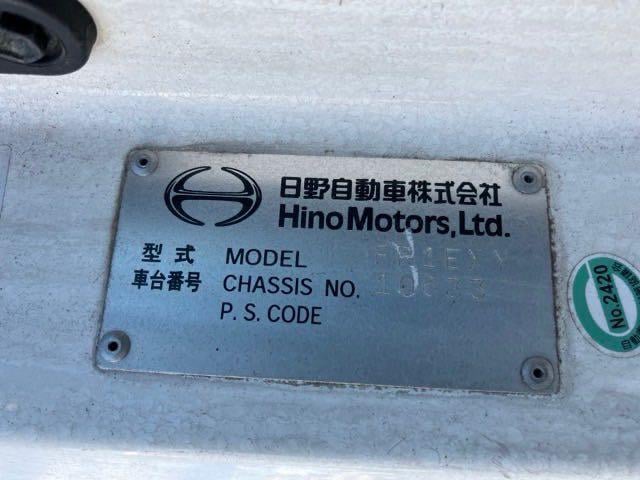 日野自動車株式会社
Hino Motors, Ltd.
型式 MODEL
車台番号 CHASSIS NO.
P. S. CODE
No. 2420